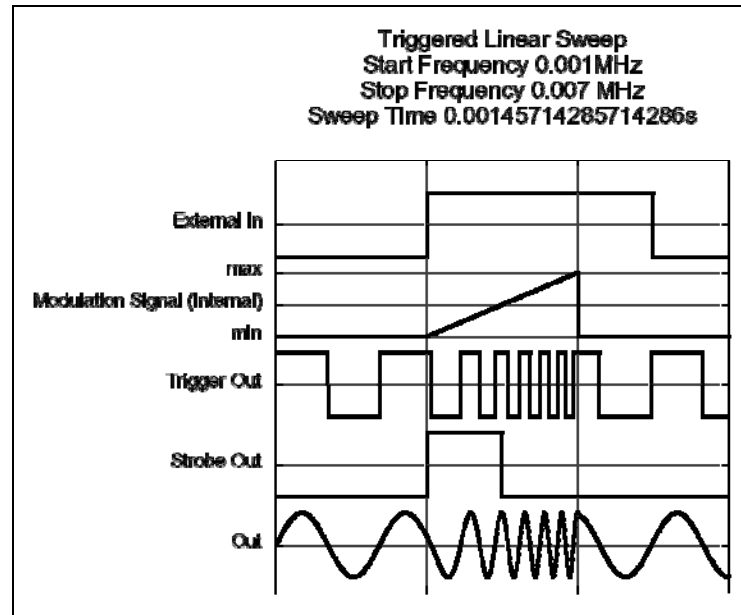 Triggered Linear Sweep
Start Frequency 0.001MHz
Stop Frequency 0.007 MHz
Sweep Time 0.00145714285714286s
External In
max
Modulation Signal (Internal)
min
Trigger Out
Strobe Out
Out